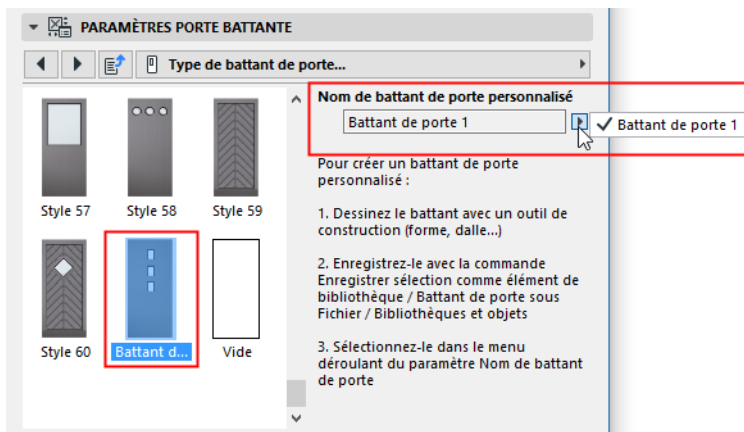 PARAMÈTRES PORTE BATTANTE
Type de battant de porte...
Style 57
Style 58
Style 59
Style 60
Battant d...
Vide
Nom de battant de porte personnalisé
Battant de porte 1
Battant de porte 1
Pour créer un battant de porte
personnalisé :
1. Dessinez le battant avec un outil de
construction (forme, dalle...)
2. Enregistrez-le avec la commande
Enregistrer sélection comme élément de
bibliothèque / Battant de porte sous
Fichier / Bibliothèques et objets
3. Sélectionnez-le dans le menu
déroulant du paramètre Nom de battant
de porte